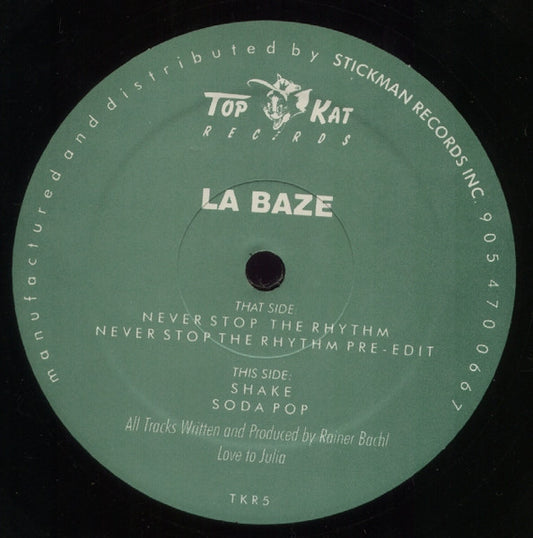 manufactured and distributed by STICKMAN RECORDS INC. 905 470 0667
TOP KAT
RECORDS
LA BAZE
THAT SIDE
NEVER STOP THE RHYTHM
NEVER STOP THE RHYTHM PRE-EDIT
THIS SIDE:
SHAKE
SODA POP
All Tracks Written and Produced by Rainer Bachl
Love to Julia
TKR5